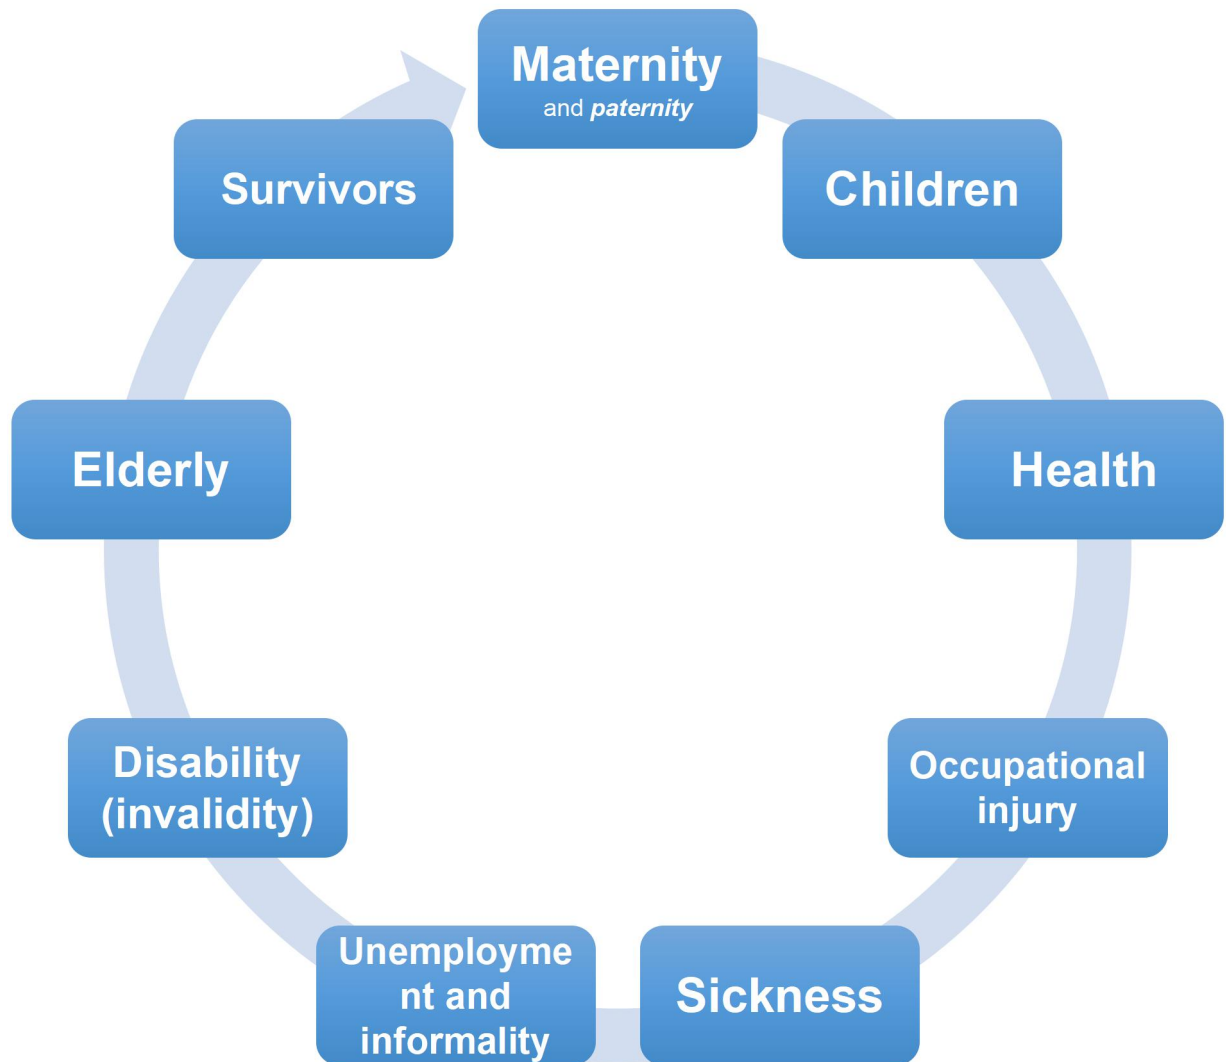 Maternity
and paternity
Children
Health
Occupational
injury
Sickness
Unemployme
nt and
informality
Disability
(invalidity)
Elderly
Survivors